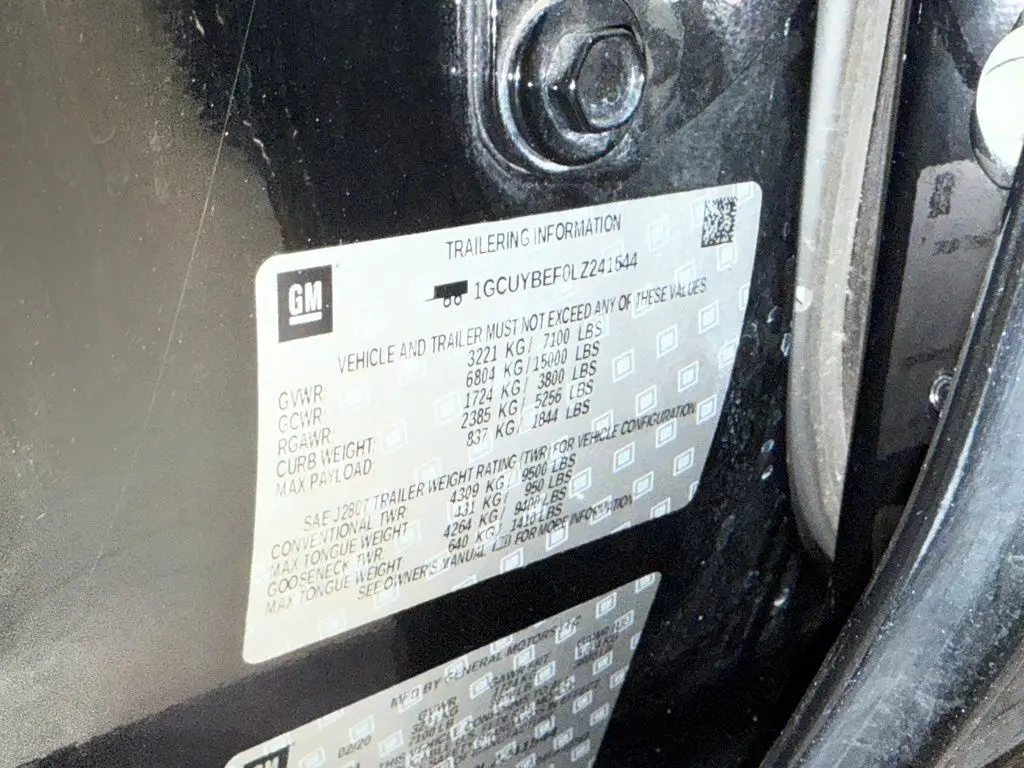 GM
TRAILERING INFORMATION
1GCUYBEF0LZ241544
VEHICLE AND TRAILER MUST NOT EXCEED ANY OF THESE VALUES
GVWR: 3221 KG/ 7100 LBS
GCWR: 6804 KG/15000 LBS
RGAWR: 1724 KG/ 3800 LBS
CURB WEIGHT: 2385 KG/ 5256 LBS
MAX PAYLOAD: 837 KG/ 1844 LBS
SAE J2807 TRAILER WEIGHT RATING (TWR) FOR VEHICLE CONFIGURATION
CONVENTIONAL TWR: 4309 KG/ 9500 LBS
MAX TONGUE WEIGHT 431 KG/ 950 LBS
GOOSENECK TWR: 4264 KG/ 9400 LBS
MAX TONGUE WEIGHT 640 KG/ 1410 LBS
SEE OWNER'S MANUAL FOR MORE INFORMATION
GM
MFD BY GENERAL MOTORS LLC
02/20
GVWR